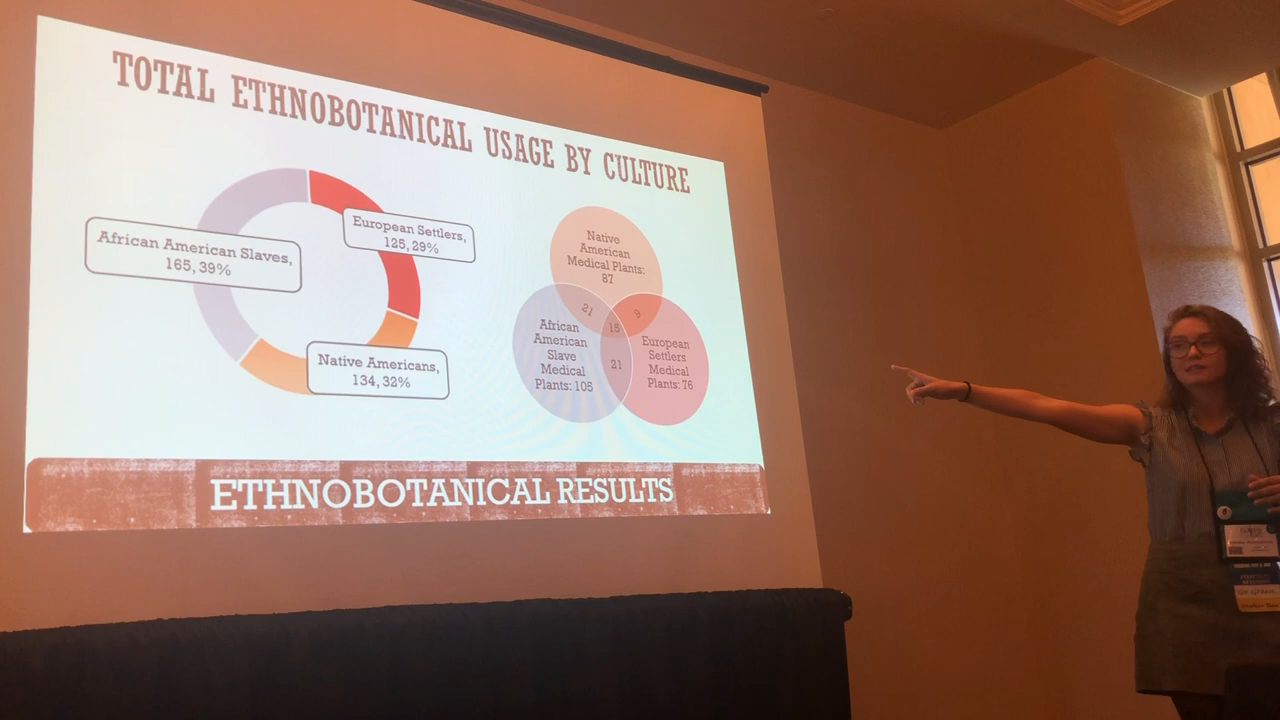 TOTAL ETHNOBOTANICAL USAGE BY CULTURE
African American Slaves,
165, 39%
European Settlers,
125, 29%
Native Americans,
134, 32%
Native
American
Medical Plants:
87
21
9
15
African
American
Slave
Medical
Plants: 105
21
European
Settlers
Medical
Plants: 76
ETHNOBOTANICAL RESULTS